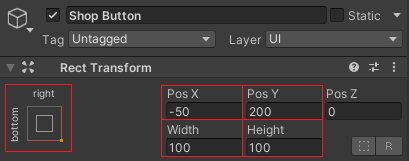 Shop Button
Static
Tag Untagged Layer UI
Rect Transform
right
bottom
Pos X Pos Y Pos Z
-50 200 0
Width Height
100 100 R